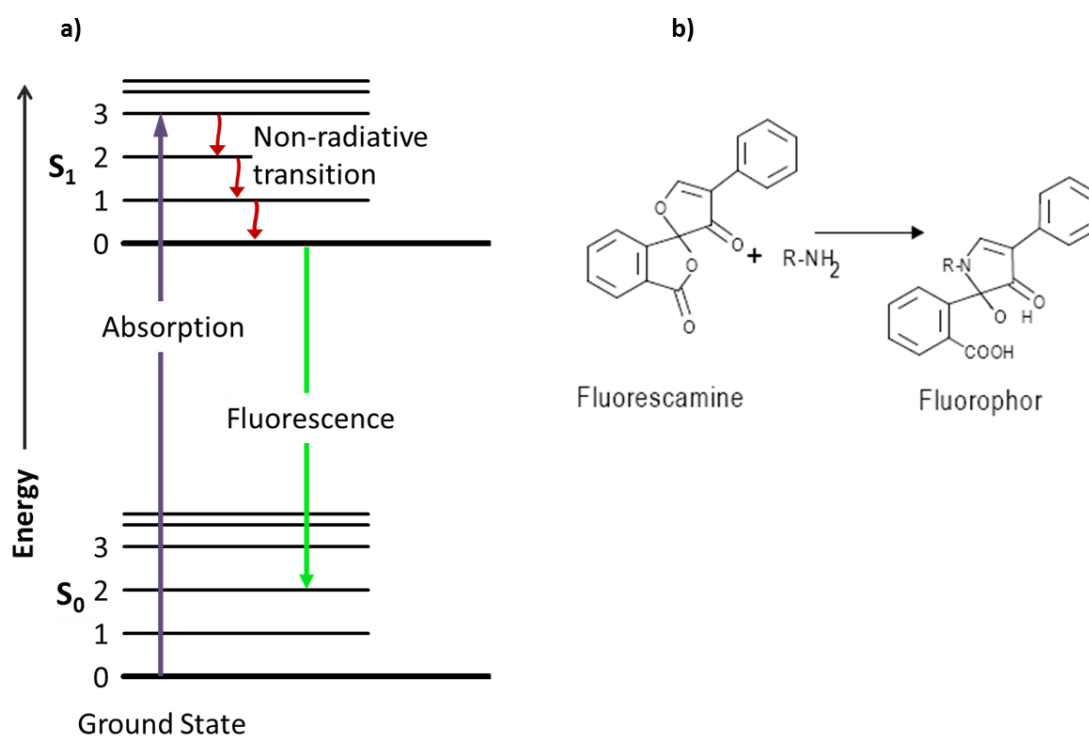 a)
b)
Energy
S1
3
2
1
0
Non-radiative
transition
Absorption
Fluorescence
S0
3
2
1
0
Ground State
O
O
O
O
+
R-NH2
Fluorescamine
R-N
O
O H
COOH
Fluorophor